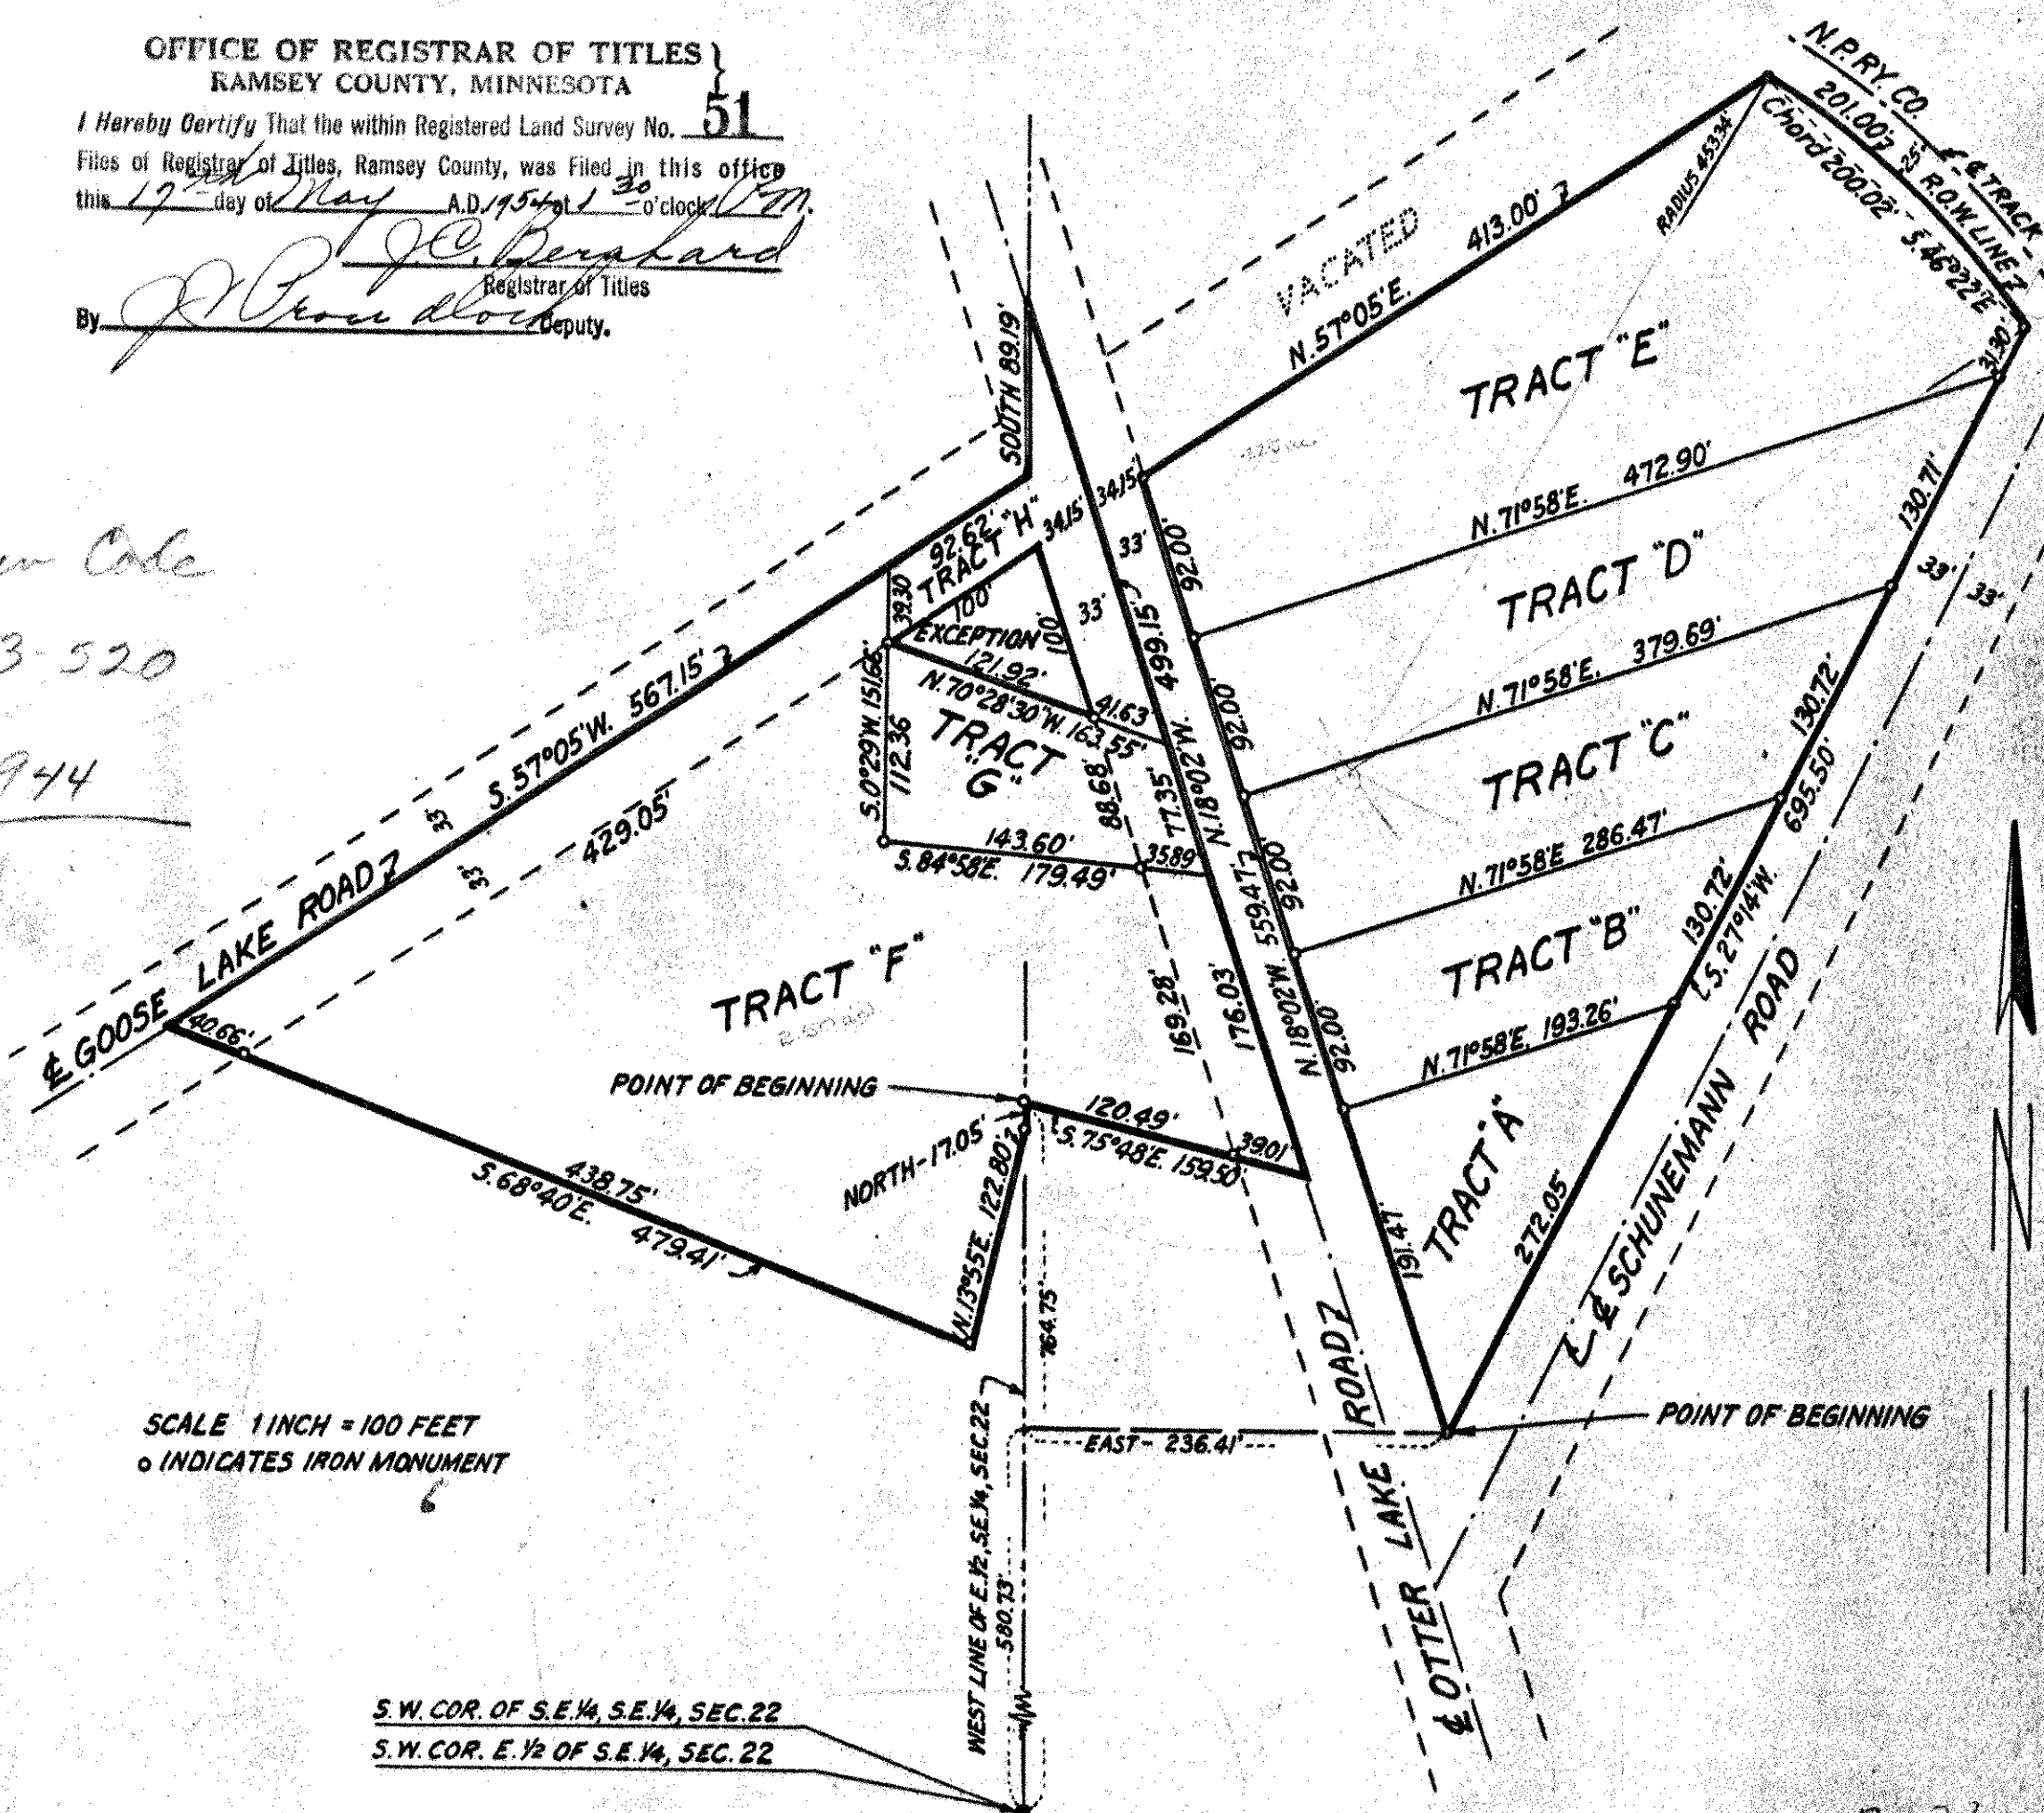 OFFICE OF REGISTRAR OF TITLES }
RAMSEY COUNTY, MINNESOTA
I Hereby Certify That the within Registered Land Survey No. 51
Files of Registrar of Titles, Ramsey County, was Filed in this office
this 17 day of May A.D. 1954 at 1 30 o'clock P.M.
J.C. Bernhard
Registrar of Titles
By Deputy.
Code
3-520
944
N.P. RY. CO.
℄ TRACK
201.00'
25' R.O.W. LINE
Chord 200.02' S. 46°22'E
RADIUS 453.34'
31.30'
VACATED
413.00'
N. 57°05'E.
TRACT "E"
SOUTH 89.19'
N. 71°58'E. 472.90'
130.71'
92.62'
TRACT "H"
34.15' 34.15'
39.30
100'
EXCEPTION
100'
33' 33'
92.00'
TRACT "D"
33' 33'
121.92'
N. 70°28'30"W. 163.55'
41.63
499.15
N. 18°02'W.
N. 71°58'E. 379.69'
92.00'
S. 57°05'W. 567.15'
S. 0°29'W. 151.66'
112.36
TRACT "G"
88.68'
77.35'
TRACT "C"
130.72'
695.50'
143.60'
35.89
S. 84°58'E. 179.49'
33'
33'
429.05'
N. 71°58'E 286.47'
92.00'
℄ GOOSE LAKE ROAD
TRACT "F"
169.28'
176.03'
N. 18°02'W. 559.47'
TRACT "B"
130.72'
S. 27°14'W.
40.66'
92.00'
N. 71°58'E. 193.26'
POINT OF BEGINNING
NORTH - 17.05'
120.49'
39.01'
S. 75°48'E. 159.50'
438.75'
S. 68°40'E. 479.41'
N. 13°55'E. 122.80'
TRACT "A"
191.47'
272.05
℄ SCHUNEMANN ROAD
764.75'
POINT OF BEGINNING
EAST - 236.41'
℄ OTTER LAKE ROAD
WEST LINE OF E.½, S.E.¼, SEC. 22
580.73'
SCALE 1 INCH = 100 FEET
o INDICATES IRON MONUMENT
N
S.W. COR. OF S.E.¼, S.E.¼, SEC. 22
S.W. COR. E.½ OF S.E.¼, SEC. 22